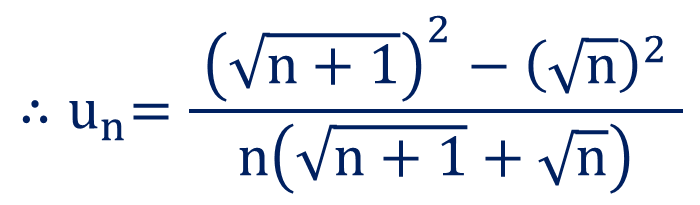 ∴ uₙ = ((√(n + 1))² − (√n)²) / (n(√(n + 1) + √n))